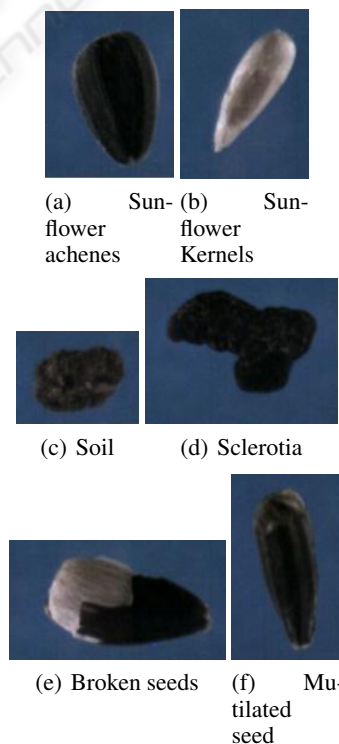 (a) Sun-
flower
achenes
(b) Sun-
flower
Kernels
(c) Soil
(d) Sclerotia
(e) Broken seeds
(f) Mu-
tilated
seed